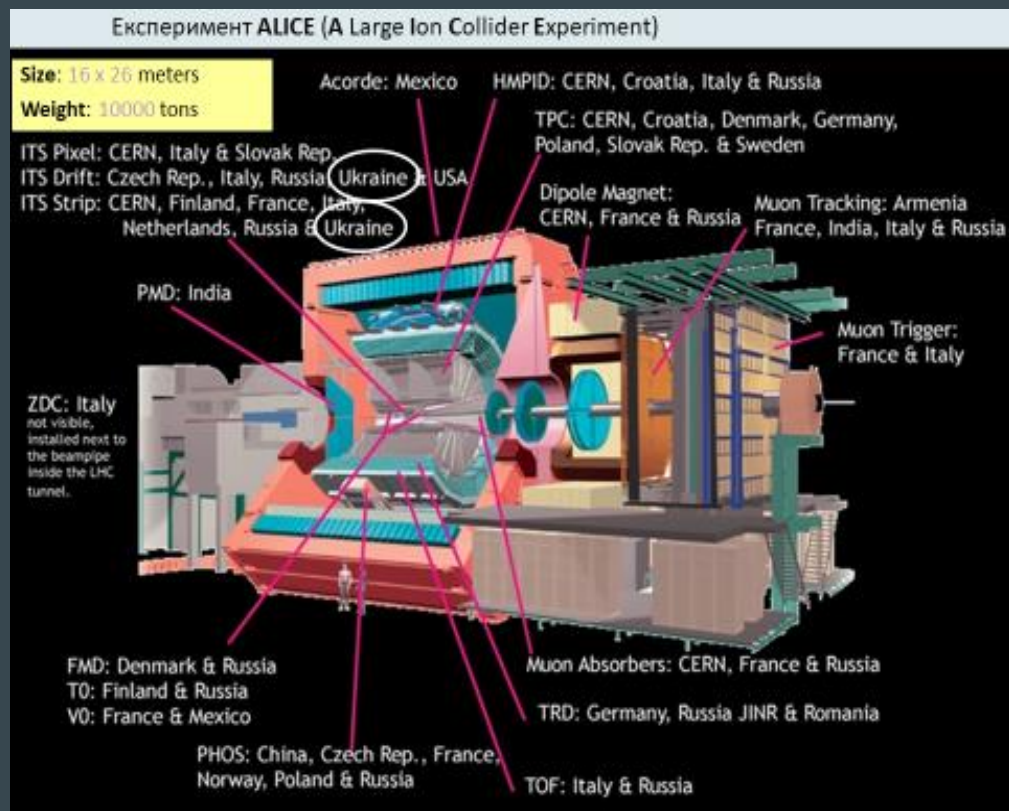 Експеримент ALICE (A Large Ion Collider Experiment)
Size: 16 x 26 meters
Weight: 10000 tons
Acorde: Mexico
HMPID: CERN, Croatia, Italy & Russia
TPC: CERN, Croatia, Denmark, Germany,
Poland, Slovak Rep. & Sweden
ITS Pixel: CERN, Italy & Slovak Rep.
ITS Drift: Czech Rep., Italy, Russia, Ukraine & USA
ITS Strip: CERN, Finland, France, Italy,
Netherlands, Russia & Ukraine
Dipole Magnet:
CERN, France & Russia
Muon Tracking: Armenia
France, India, Italy & Russia
PMD: India
Muon Trigger:
France & Italy
ZDC: Italy
not visible,
installed next to
the beampipe
inside the LHC
tunnel.
FMD: Denmark & Russia
T0: Finland & Russia
V0: France & Mexico
Muon Absorbers: CERN, France & Russia
TRD: Germany, Russia JINR & Romania
PHOS: China, Czech Rep., France,
Norway, Poland & Russia
TOF: Italy & Russia